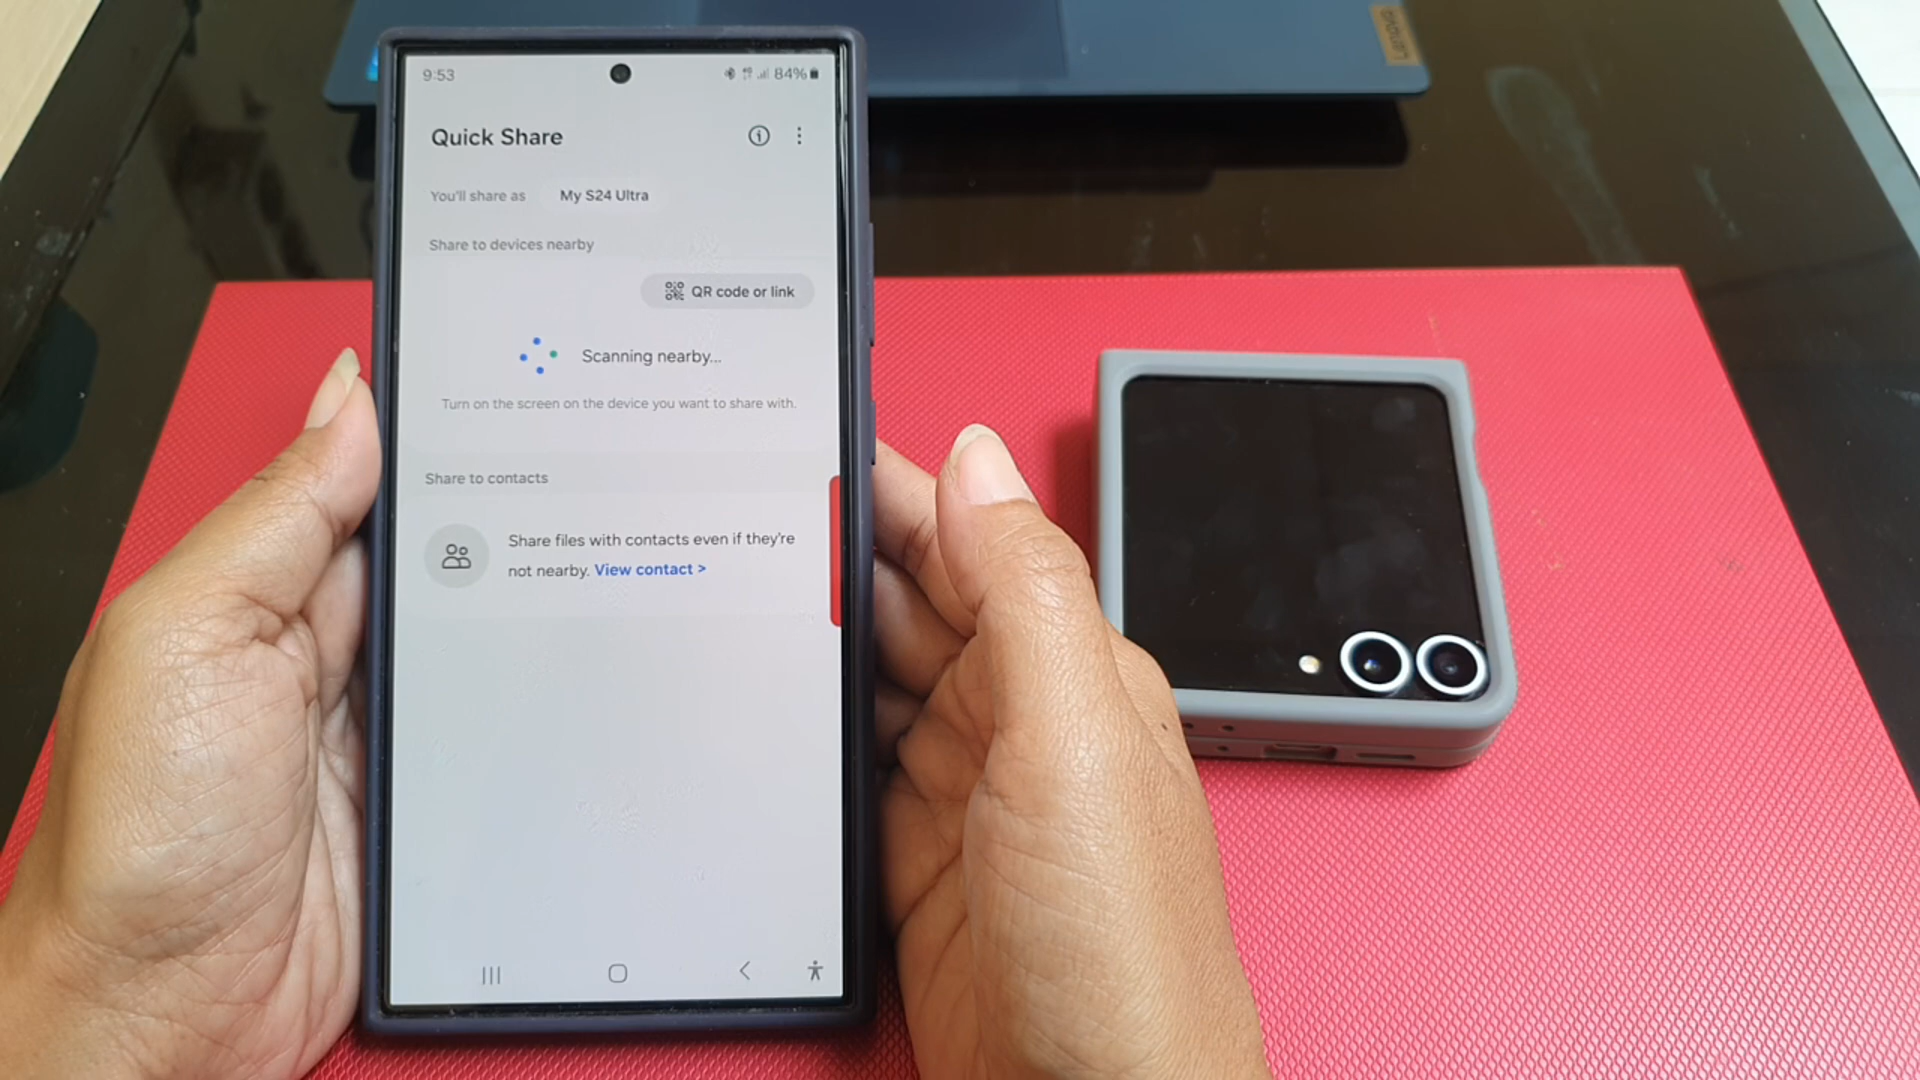 Lenovo
9:53
84%
Quick Share
You'll share as My S24 Ultra
Share to devices nearby
QR code or link
Scanning nearby...
Turn on the screen on the device you want to share with.
Share to contacts
Share files with contacts even if they're
not nearby. View contact >